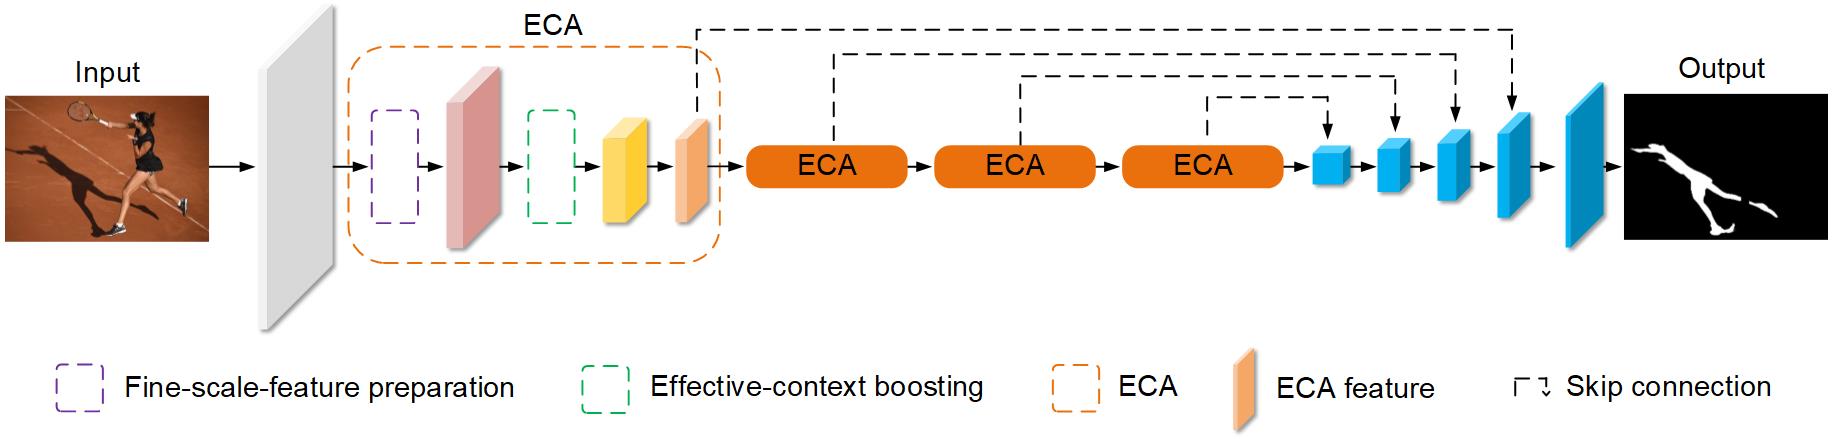 ECA
Input
Output
ECA
ECA
ECA
Fine-scale-feature preparation
Effective-context boosting
ECA
ECA feature
Skip connection